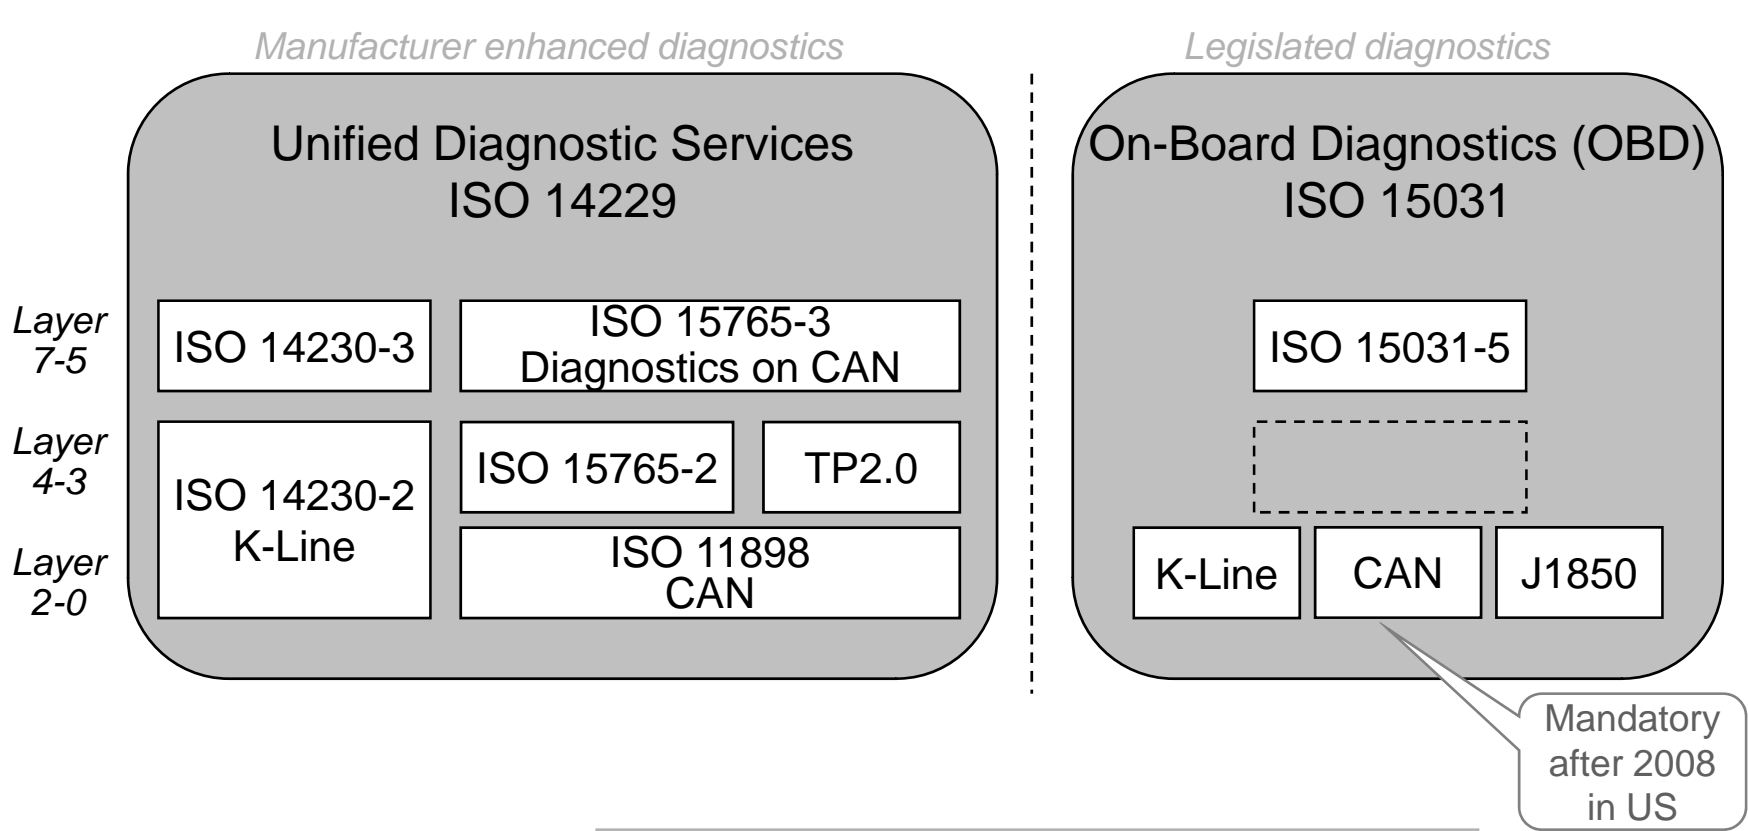 Manufacturer enhanced diagnostics
Legislated diagnostics
Unified Diagnostic Services
ISO 14229
On-Board Diagnostics (OBD)
ISO 15031
Layer
7-5
ISO 14230-3
ISO 15765-3
Diagnostics on CAN
ISO 15031-5
Layer
4-3
ISO 14230-2
K-Line
ISO 15765-2
TP2.0
Layer
2-0
ISO 11898
CAN
K-Line
CAN
J1850
Mandatory
after 2008
in US